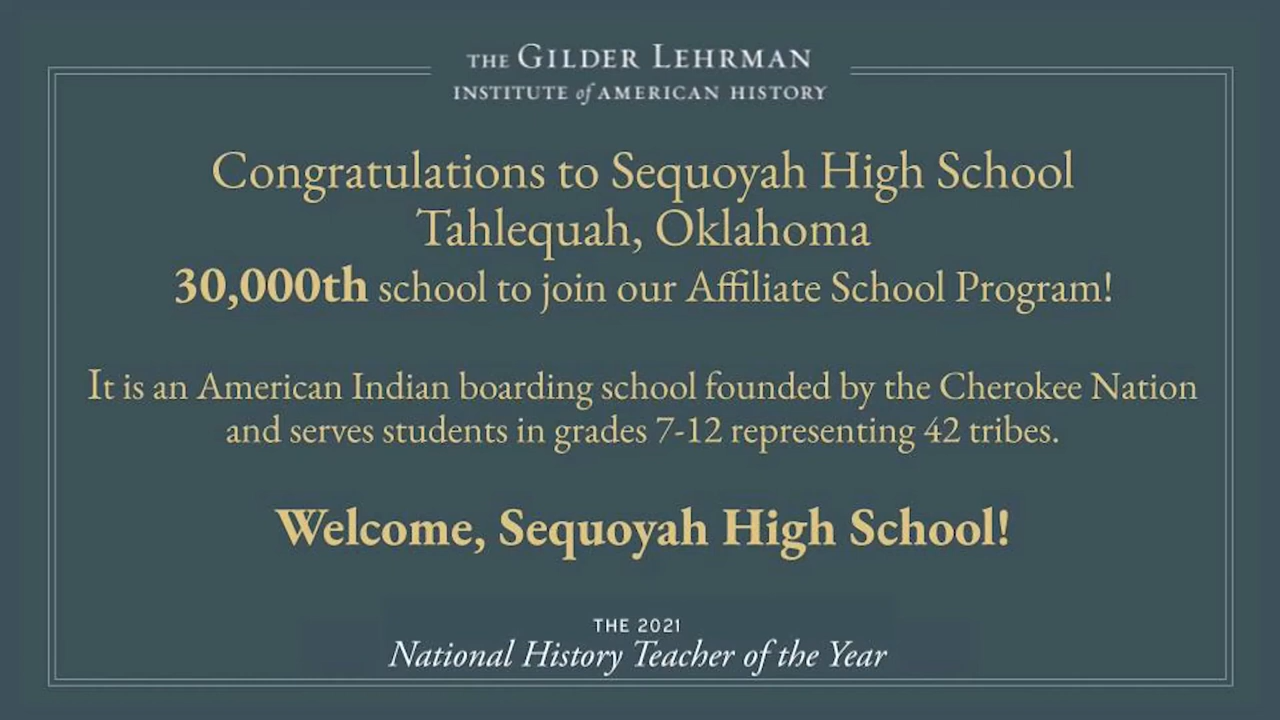 THE GILDER LEHRMAN
INSTITUTE of AMERICAN HISTORY
Congratulations to Sequoyah High School
Tahlequah, Oklahoma
30,000th school to join our Affiliate School Program!
It is an American Indian boarding school founded by the Cherokee Nation
and serves students in grades 7-12 representing 42 tribes.
Welcome, Sequoyah High School!
THE 2021
National History Teacher of the Year